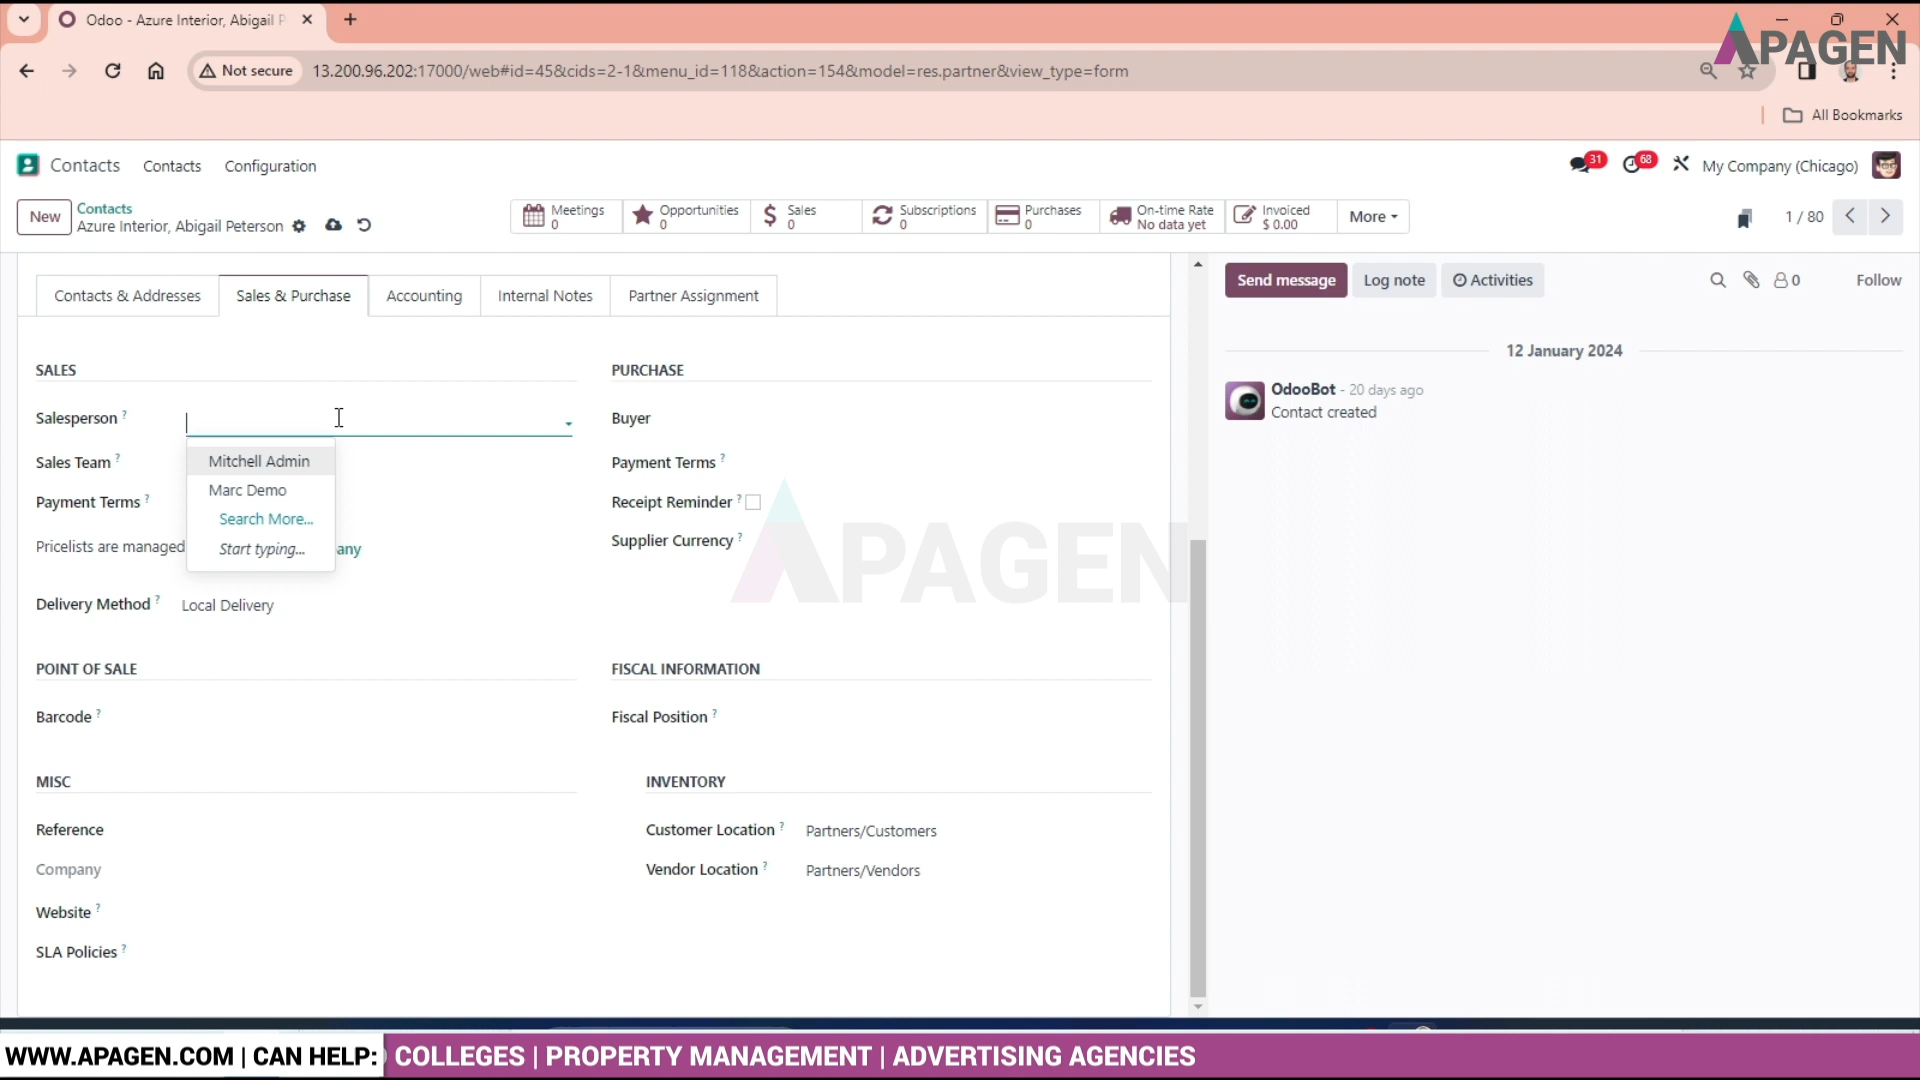 Odoo - Azure Interior, Abigail P
APAGEN
Not secure
13.200.96.202:17000/web#id=45&cids=2-1&menu_id=118&action=154&model=res.partner&view_type=form
All Bookmarks
Contacts
Contacts
Configuration
31
68
My Company (Chicago)
New
Contacts
Azure Interior, Abigail Peterson
Meetings
0
Opportunities
0
Sales
0
Subscriptions
0
Purchases
0
On-time Rate
No data yet
Invoiced
$ 0.00
More
1 / 80
Contacts & Addresses
Sales & Purchase
Accounting
Internal Notes
Partner Assignment
Send message
Log note
Activities
0
Follow
12 January 2024
OdooBot - 20 days ago
Contact created
SALES
Salesperson ?
Mitchell Admin
Marc Demo
Search More...
Start typing...
Sales Team ?
Payment Terms ?
Pricelists are managed
any
Delivery Method ? Local Delivery
PURCHASE
Buyer
Payment Terms ?
Receipt Reminder ?
Supplier Currency ?
APAGEN
POINT OF SALE
Barcode ?
FISCAL INFORMATION
Fiscal Position ?
MISC
Reference
Company
Website ?
SLA Policies ?
INVENTORY
Customer Location ? Partners/Customers
Vendor Location ? Partners/Vendors
WWW.APAGEN.COM | CAN HELP: COLLEGES | PROPERTY MANAGEMENT | ADVERTISING AGENCIES